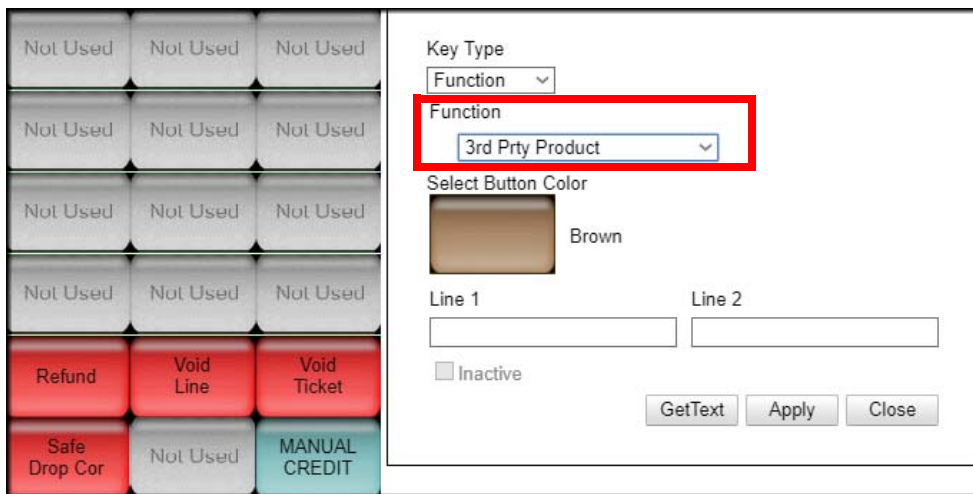 Not Used Not Used Not Used
Not Used Not Used Not Used
Not Used Not Used Not Used
Not Used Not Used Not Used
Refund Void Line Void Ticket
Safe Drop Cor Not Used MANUAL CREDIT
Key Type
Function
Function
3rd Prty Product
Select Button Color
Brown
Line 1 Line 2
Inactive
GetText Apply Close